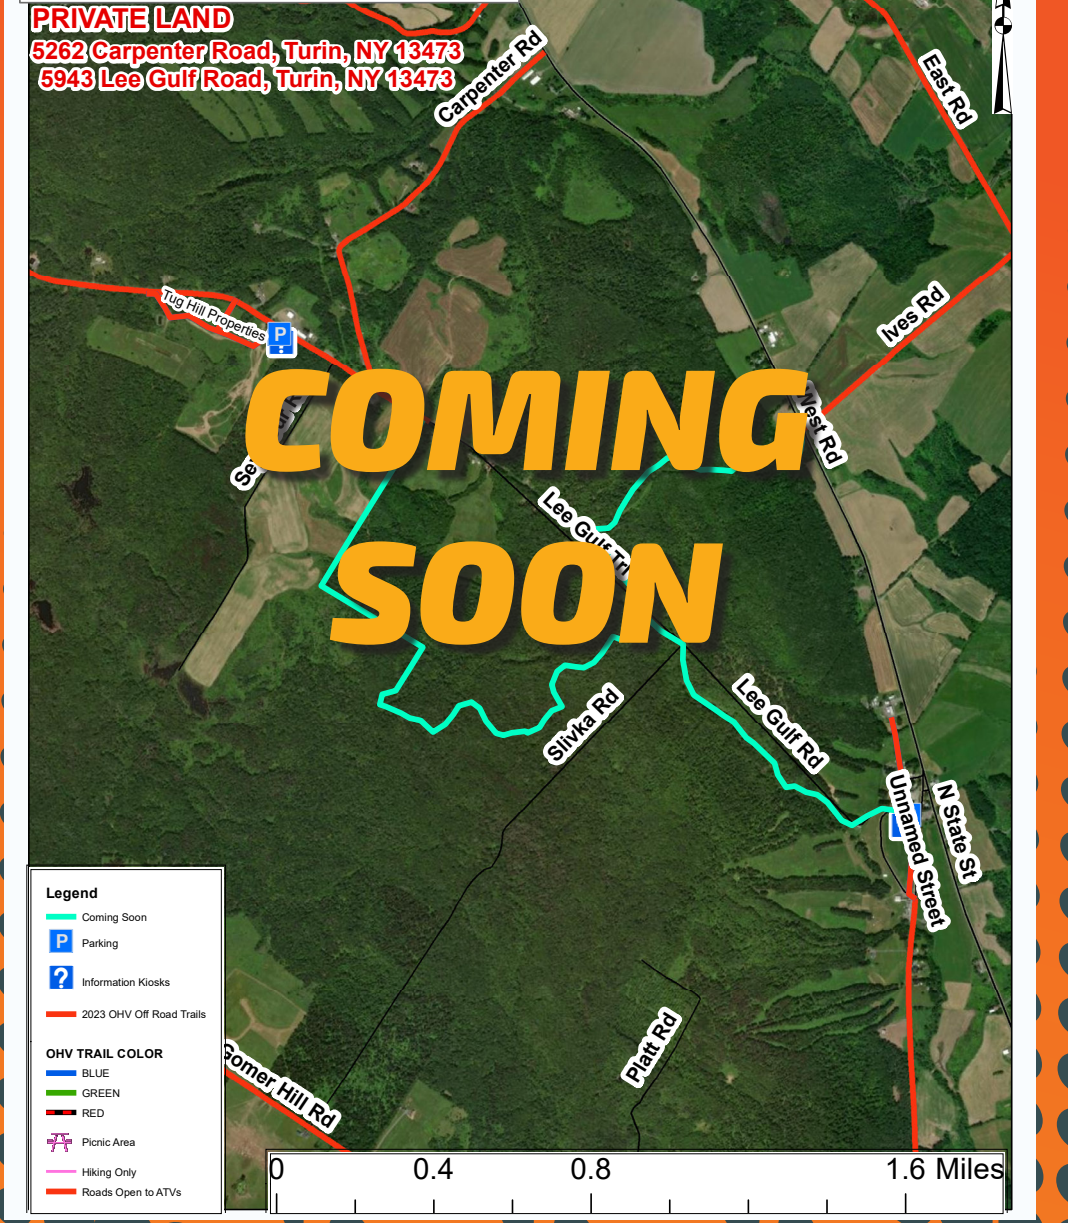 PRIVATE LAND
5262 Carpenter Road, Turin, NY 13473
5943 Lee Gulf Road, Turin, NY 13473
Carpenter Rd
East Rd
Tug Hill Properties
P
Ives Rd
West Rd
COMING
Lee Gulf Trl
SOON
Slivka Rd
Lee Gulf Rd
Unnamed Street
N State St
Platt Rd
Gomer Hill Rd
Legend
Coming Soon
P Parking
? Information Kiosks
2023 OHV Off Road Trails
OHV TRAIL COLOR
BLUE
GREEN
RED
Picnic Area
Hiking Only
Roads Open to ATVs
0 0.4 0.8 1.6 Miles